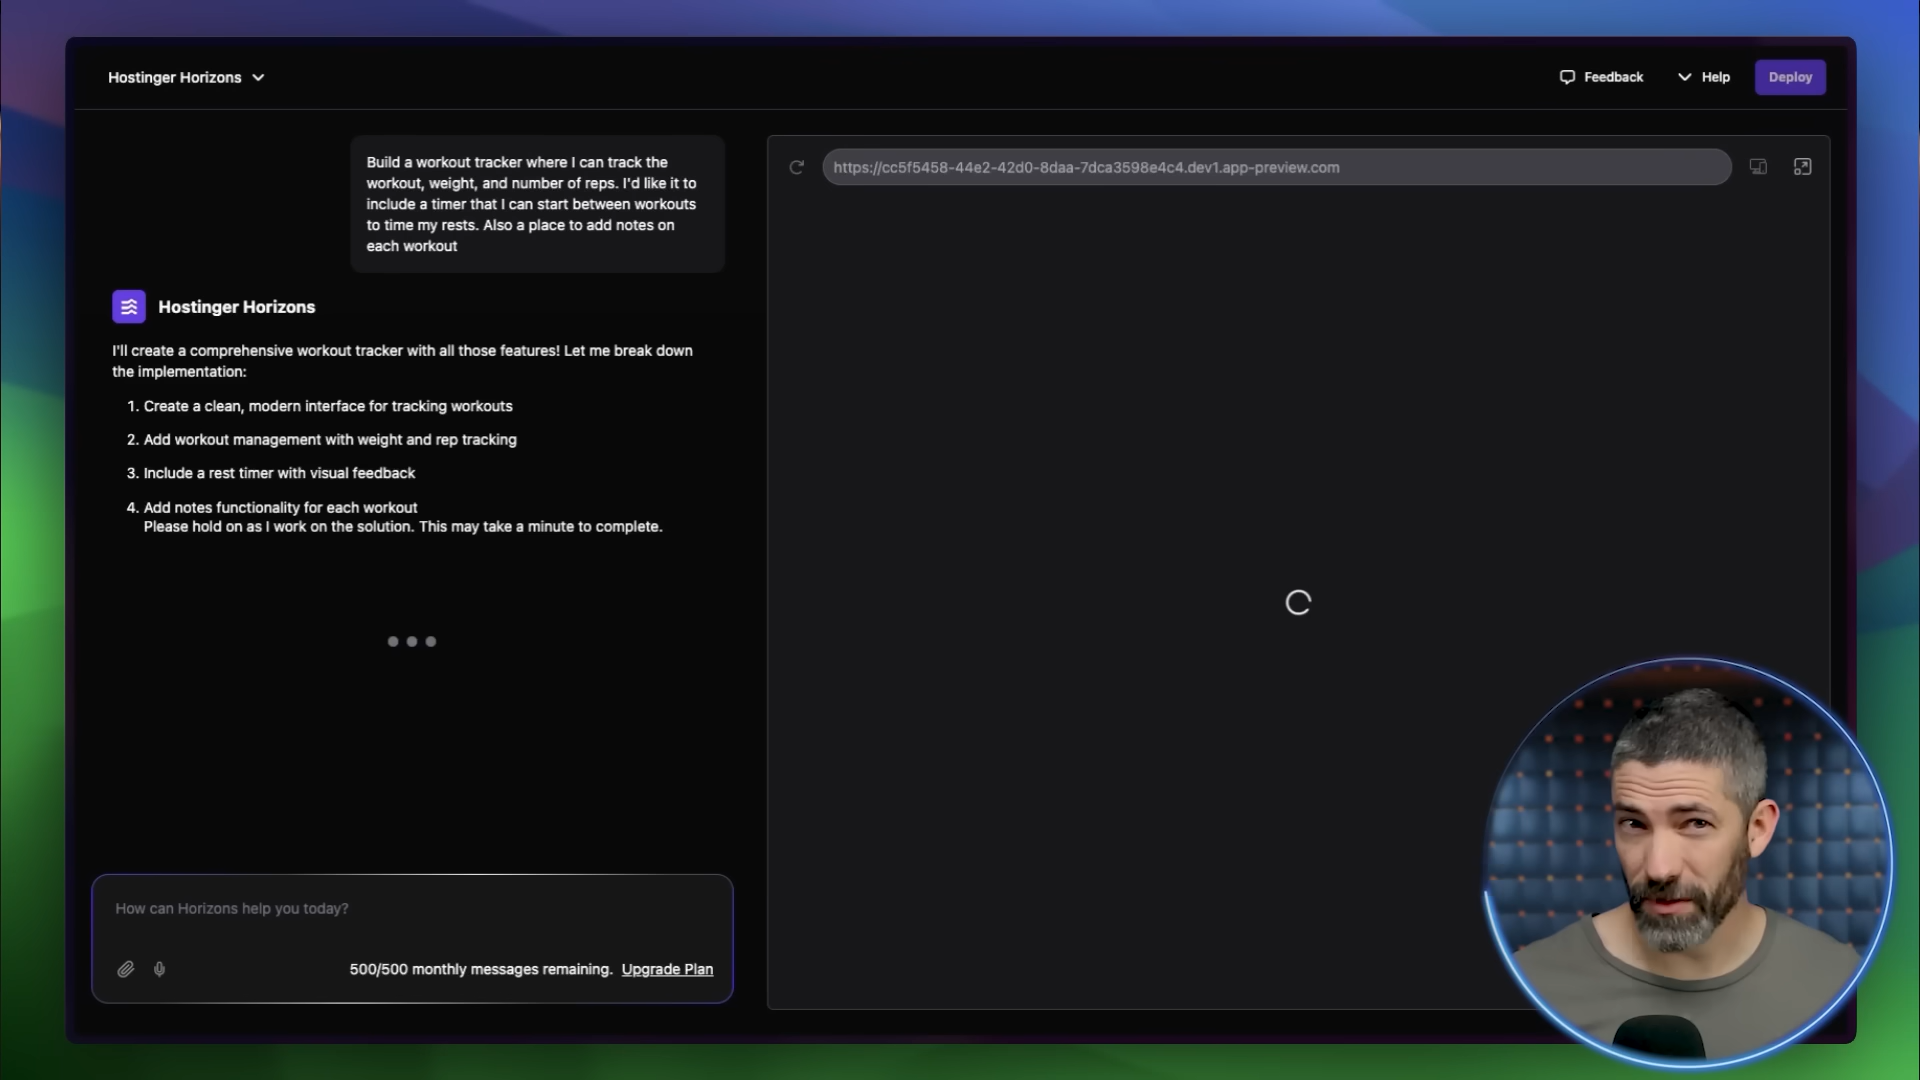 Hostinger Horizons
Feedback
Help
Deploy
Build a workout tracker where I can track the
workout, weight, and number of reps. I'd like it to
include a timer that I can start between workouts
to time my rests. Also a place to add notes on
each workout
https://cc5f5458-44e2-42d0-8daa-7dca3598e4c4.dev1.app-preview.com
Hostinger Horizons
I'll create a comprehensive workout tracker with all those features! Let me break down
the implementation:
1. Create a clean, modern interface for tracking workouts
2. Add workout management with weight and rep tracking
3. Include a rest timer with visual feedback
4. Add notes functionality for each workout
Please hold on as I work on the solution. This may take a minute to complete.
How can Horizons help you today?
500/500 monthly messages remaining. Upgrade Plan